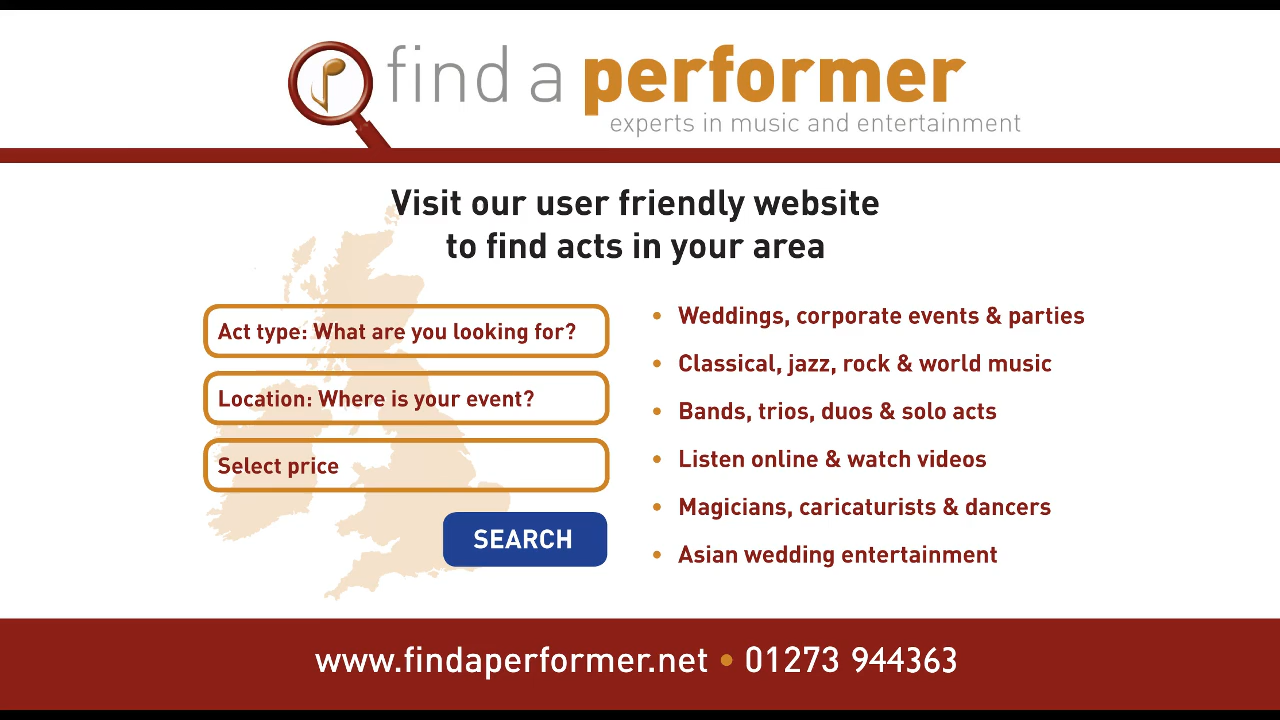 find a performer
experts in music and entertainment
Visit our user friendly website
to find acts in your area
Act type: What are you looking for?
Location: Where is your event?
Select price
SEARCH
• Weddings, corporate events & parties
• Classical, jazz, rock & world music
• Bands, trios, duos & solo acts
• Listen online & watch videos
• Magicians, caricaturists & dancers
• Asian wedding entertainment
www.findaperformer.net • 01273 944363